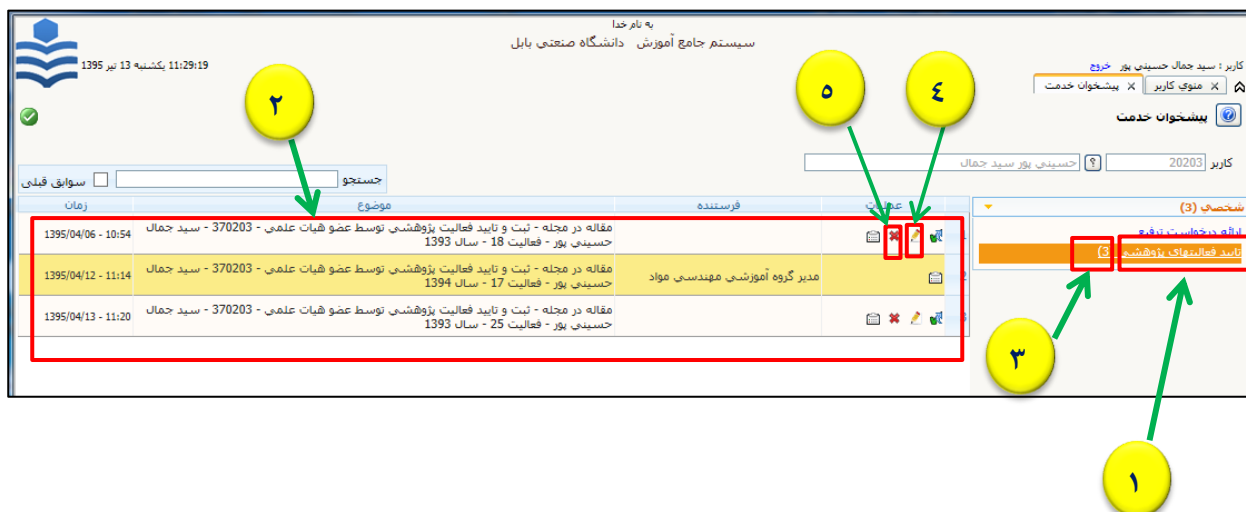 به نام خدا
سیستم جامع آموزش   دانشگاه صنعتی بابل
کاربر : سید جمال حسینی پور   خروج
11:29:19 یکشنبه 13 تیر 1395
منوی کاربر
پیشخوان خدمت
پیشخوان خدمت
کاربر 20203 ? حسینی پور سید جمال
جستجو
سوابق قبلی
شخصی (3)
ارائه درخواست ترفیع
تایید فعالیتهای پژوهشی (3)
عملیات فرستنده موضوع زمان
1 مقاله در مجله - ثبت و تایید فعالیت پژوهشی توسط عضو هیات علمی - 370203 - سید جمال
حسینی پور - فعالیت 18 - سال 1393
1395/04/06 - 10:54
2 مدیر گروه آموزشی مهندسی مواد
مقاله در مجله - ثبت و تایید فعالیت پژوهشی توسط عضو هیات علمی - 370203 - سید جمال
حسینی پور - فعالیت 17 - سال 1394
1395/04/12 - 11:14
3 مقاله در مجله - ثبت و تایید فعالیت پژوهشی توسط عضو هیات علمی - 370203 - سید جمال
حسینی پور - فعالیت 25 - سال 1393
1395/04/13 - 11:20
۱
۲
۳
٤
۵